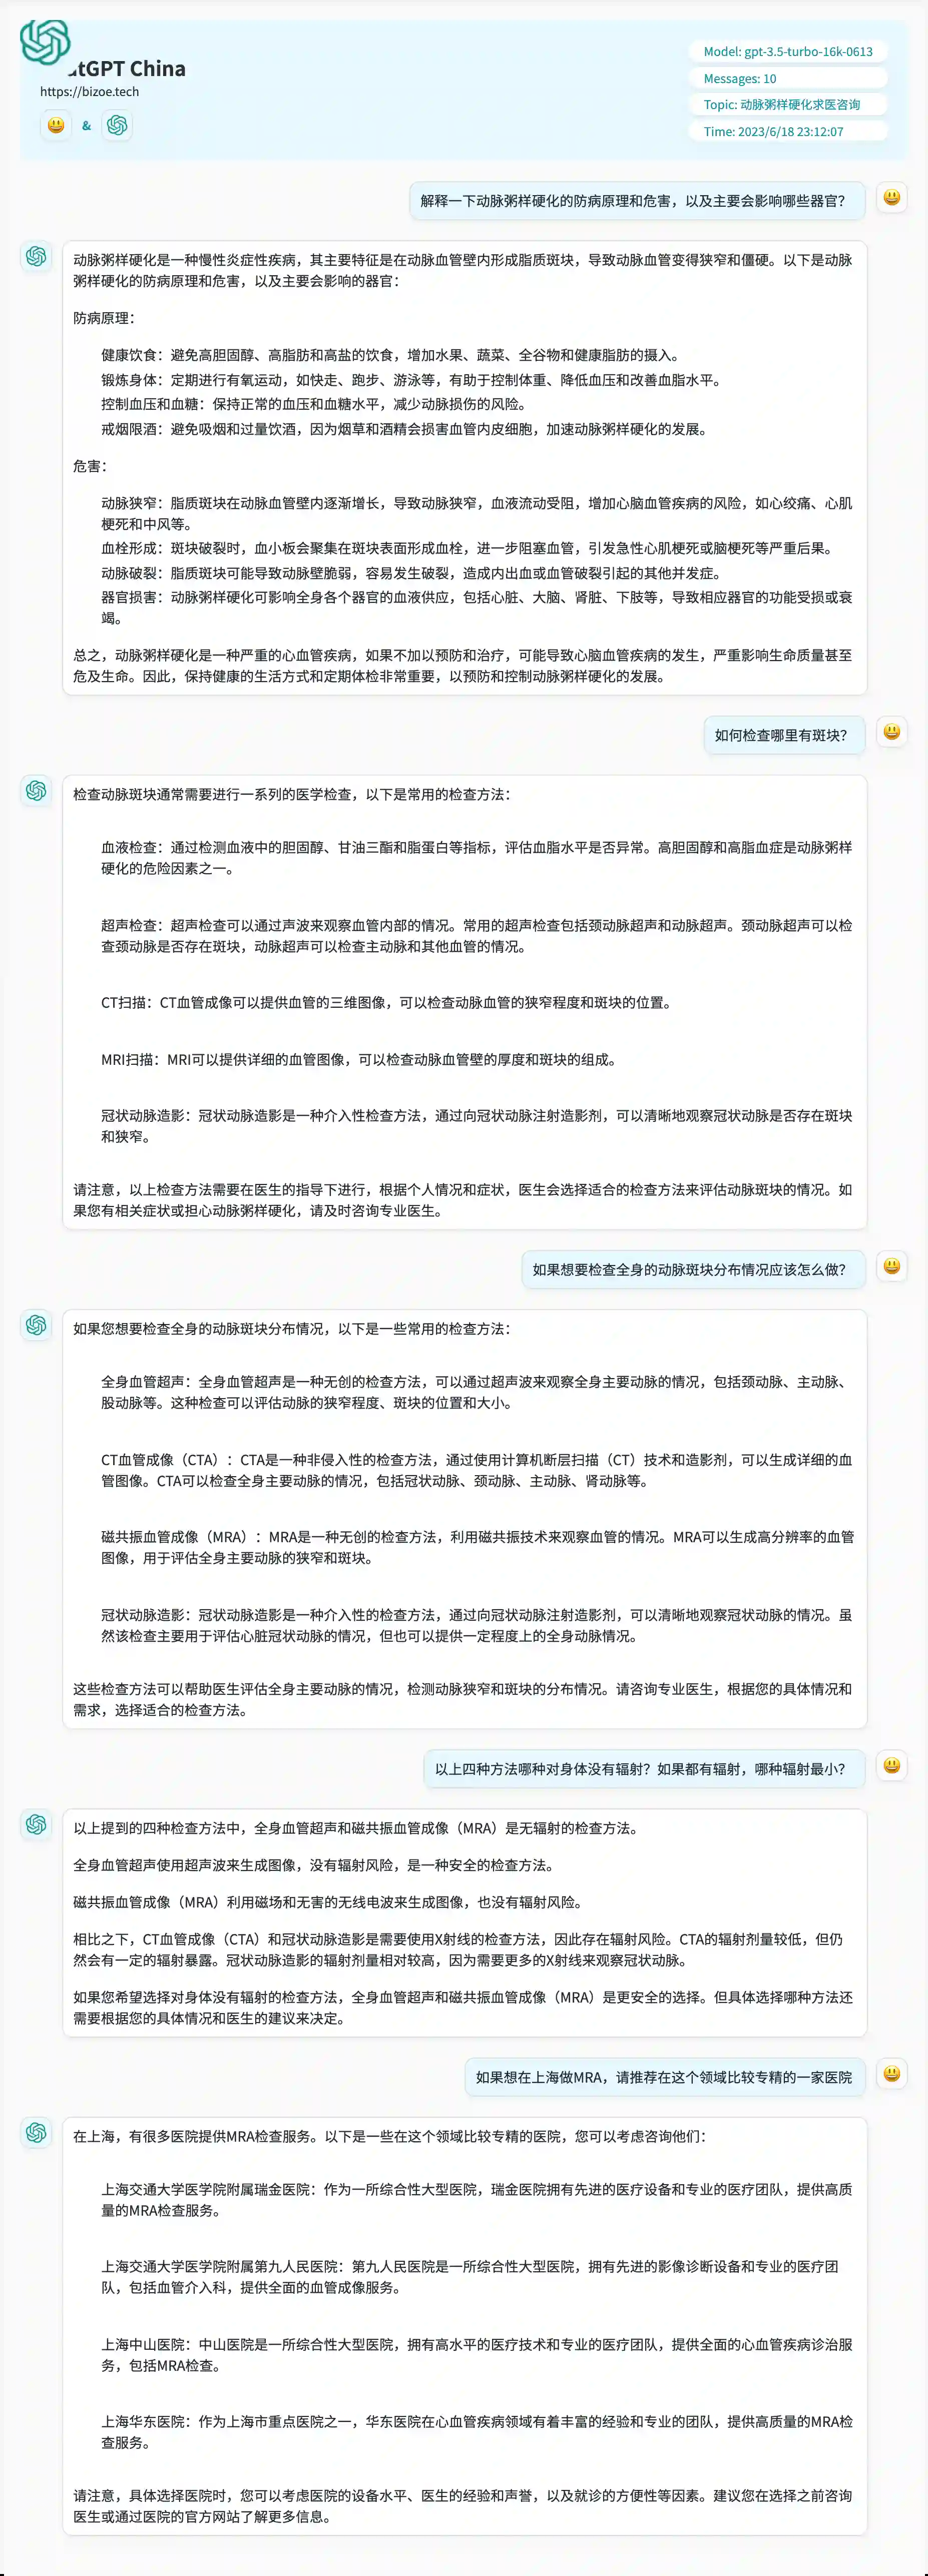 atGPT China
https://bizoe.tech
&
Model: gpt-3.5-turbo-16k-0613
Messages: 10
Topic: 动脉粥样硬化求医咨询
Time: 2023/6/18 23:12:07
解释一下动脉粥样硬化的防病原理和危害，以及主要会影响哪些器官？
动脉粥样硬化是一种慢性炎症性疾病，其主要特征是在动脉血管壁内形成脂质斑块，导致动脉血管变得狭窄和僵硬。以下是动脉
粥样硬化的防病原理和危害，以及主要会影响的器官：
防病原理：
健康饮食：避免高胆固醇、高脂肪和高盐的饮食，增加水果、蔬菜、全谷物和健康脂肪的摄入。
锻炼身体：定期进行有氧运动，如快走、跑步、游泳等，有助于控制体重、降低血压和改善血脂水平。
控制血压和血糖：保持正常的血压和血糖水平，减少动脉损伤的风险。
戒烟限酒：避免吸烟和过量饮酒，因为烟草和酒精会损害血管内皮细胞，加速动脉粥样硬化的发展。
危害：
动脉狭窄：脂质斑块在动脉血管壁内逐渐增长，导致动脉狭窄，血液流动受阻，增加心脑血管疾病的风险，如心绞痛、心肌
梗死和中风等。
血栓形成：斑块破裂时，血小板会聚集在斑块表面形成血栓，进一步阻塞血管，引发急性心肌梗死或脑梗死等严重后果。
动脉破裂：脂质斑块可能导致动脉壁脆弱，容易发生破裂，造成内出血或血管破裂引起的其他并发症。
器官损害：动脉粥样硬化可影响全身各个器官的血液供应，包括心脏、大脑、肾脏、下肢等，导致相应器官的功能受损或衰
竭。
总之，动脉粥样硬化是一种严重的心血管疾病，如果不加以预防和治疗，可能导致心脑血管疾病的发生，严重影响生命质量甚至
危及生命。因此，保持健康的生活方式和定期体检非常重要，以预防和控制动脉粥样硬化的发展。
如何检查哪里有斑块？
检查动脉斑块通常需要进行一系列的医学检查，以下是常用的检查方法：
血液检查：通过检测血液中的胆固醇、甘油三酯和脂蛋白等指标，评估血脂水平是否异常。高胆固醇和高脂血症是动脉粥样
硬化的危险因素之一。
超声检查：超声检查可以通过声波来观察血管内部的情况。常用的超声检查包括颈动脉超声和动脉超声。颈动脉超声可以检
查颈动脉是否存在斑块，动脉超声可以检查主动脉和其他血管的情况。
CT扫描：CT血管成像可以提供血管的三维图像，可以检查动脉血管的狭窄程度和斑块的位置。
MRI扫描：MRI可以提供详细的血管图像，可以检查动脉血管壁的厚度和斑块的组成。
冠状动脉造影：冠状动脉造影是一种介入性检查方法，通过向冠状动脉注射造影剂，可以清晰地观察冠状动脉是否存在斑块
和狭窄。
请注意，以上检查方法需要在医生的指导下进行，根据个人情况和症状，医生会选择适合的检查方法来评估动脉斑块的情况。如
果您有相关症状或担心动脉粥样硬化，请及时咨询专业医生。
如果想要检查全身的动脉斑块分布情况应该怎么做？
如果您想要检查全身的动脉斑块分布情况，以下是一些常用的检查方法：
全身血管超声：全身血管超声是一种无创的检查方法，可以通过超声波来观察全身主要动脉的情况，包括颈动脉、主动脉、
股动脉等。这种检查可以评估动脉的狭窄程度、斑块的位置和大小。
CT血管成像（CTA）：CTA是一种非侵入性的检查方法，通过使用计算机断层扫描（CT）技术和造影剂，可以生成详细的血
管图像。CTA可以检查全身主要动脉的情况，包括冠状动脉、颈动脉、主动脉、肾动脉等。
磁共振血管成像（MRA）：MRA是一种无创的检查方法，利用磁共振技术来观察血管的情况。MRA可以生成高分辨率的血管
图像，用于评估全身主要动脉的狭窄和斑块。
冠状动脉造影：冠状动脉造影是一种介入性的检查方法，通过向冠状动脉注射造影剂，可以清晰地观察冠状动脉的情况。虽
然该检查主要用于评估心脏冠状动脉的情况，但也可以提供一定程度上的全身动脉情况。
这些检查方法可以帮助医生评估全身主要动脉的情况，检测动脉狭窄和斑块的分布情况。请咨询专业医生，根据您的具体情况和
需求，选择适合的检查方法。
以上四种方法哪种对身体没有辐射？如果都有辐射，哪种辐射最小？
以上提到的四种检查方法中，全身血管超声和磁共振血管成像（MRA）是无辐射的检查方法。
全身血管超声使用超声波来生成图像，没有辐射风险，是一种安全的检查方法。
磁共振血管成像（MRA）利用磁场和无害的无线电波来生成图像，也没有辐射风险。
相比之下，CT血管成像（CTA）和冠状动脉造影是需要使用X射线的检查方法，因此存在辐射风险。CTA的辐射剂量较低，但仍
然会有一定的辐射暴露。冠状动脉造影的辐射剂量相对较高，因为需要更多的X射线来观察冠状动脉。
如果您希望选择对身体没有辐射的检查方法，全身血管超声和磁共振血管成像（MRA）是更安全的选择。但具体选择哪种方法还
需要根据您的具体情况和医生的建议来决定。
如果想在上海做MRA，请推荐在这个领域比较专精的一家医院
在上海，有很多医院提供MRA检查服务。以下是一些在这个领域比较专精的医院，您可以考虑咨询他们：
上海交通大学医学院附属瑞金医院：作为一所综合性大型医院，瑞金医院拥有先进的医疗设备和专业的医疗团队，提供高质
量的MRA检查服务。
上海交通大学医学院附属第九人民医院：第九人民医院是一所综合性大型医院，拥有先进的影像诊断设备和专业的医疗团
队，包括血管介入科，提供全面的血管成像服务。
上海中山医院：中山医院是一所综合性大型医院，拥有高水平的医疗技术和专业的医疗团队，提供全面的心血管疾病诊治服
务，包括MRA检查。
上海华东医院：作为上海市重点医院之一，华东医院在心血管疾病领域有着丰富的经验和专业的团队，提供高质量的MRA检
查服务。
请注意，具体选择医院时，您可以考虑医院的设备水平、医生的经验和声誉，以及就诊的方便性等因素。建议您在选择之前咨询
医生或通过医院的官方网站了解更多信息。